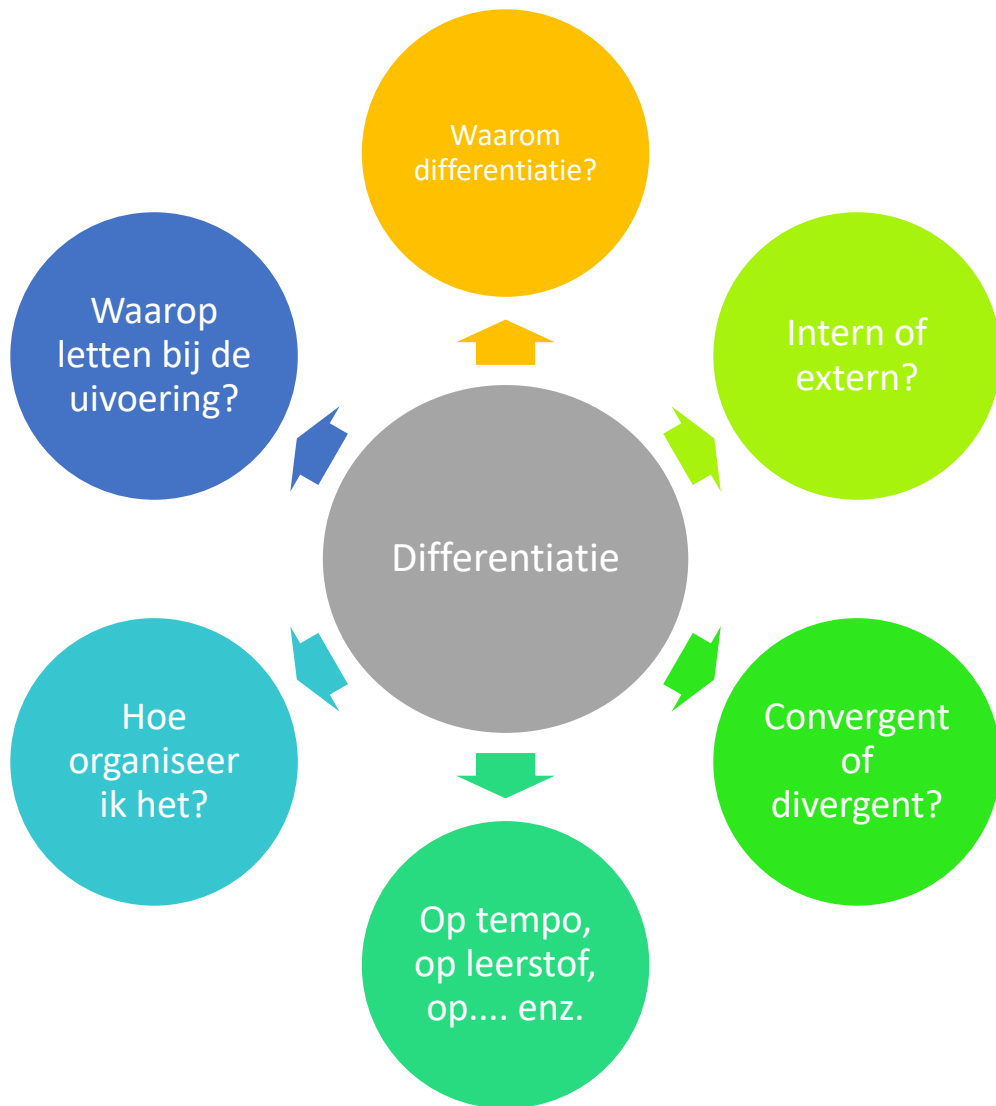 Waarom
differentiatie?
Intern of
extern?
Convergent
of
divergent?
Op tempo,
op leerstof,
op.... enz.
Hoe
organiseer
ik het?
Waarop
letten bij de
uivoering?
Differentiatie